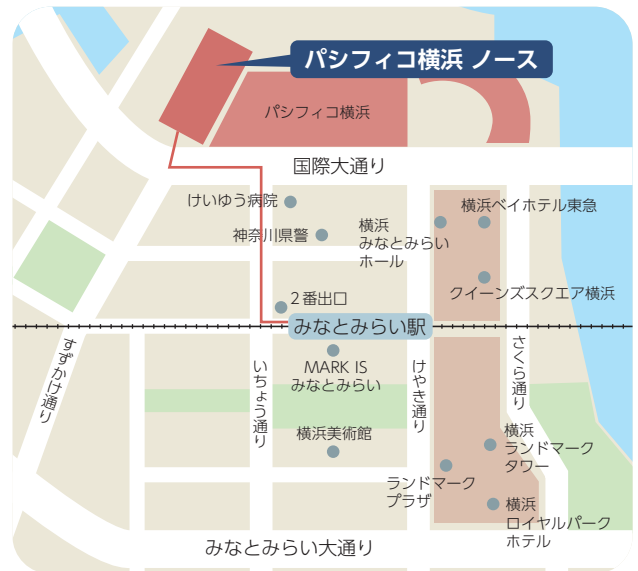 パシフィコ横浜 ノース
パシフィコ横浜
国際大通り
けいゆう病院
横浜ベイホテル東急
神奈川県警
横浜
みなとみらい
ホール
クイーンズスクエア横浜
2番出口
みなとみらい駅
すずかけ通り
いちょう通り
MARK IS
みなとみらい
けやき通り
さくら通り
横浜美術館
横浜
ランドマーク
タワー
ランドマーク
プラザ
横浜
ロイヤルパーク
ホテル
みなとみらい大通り